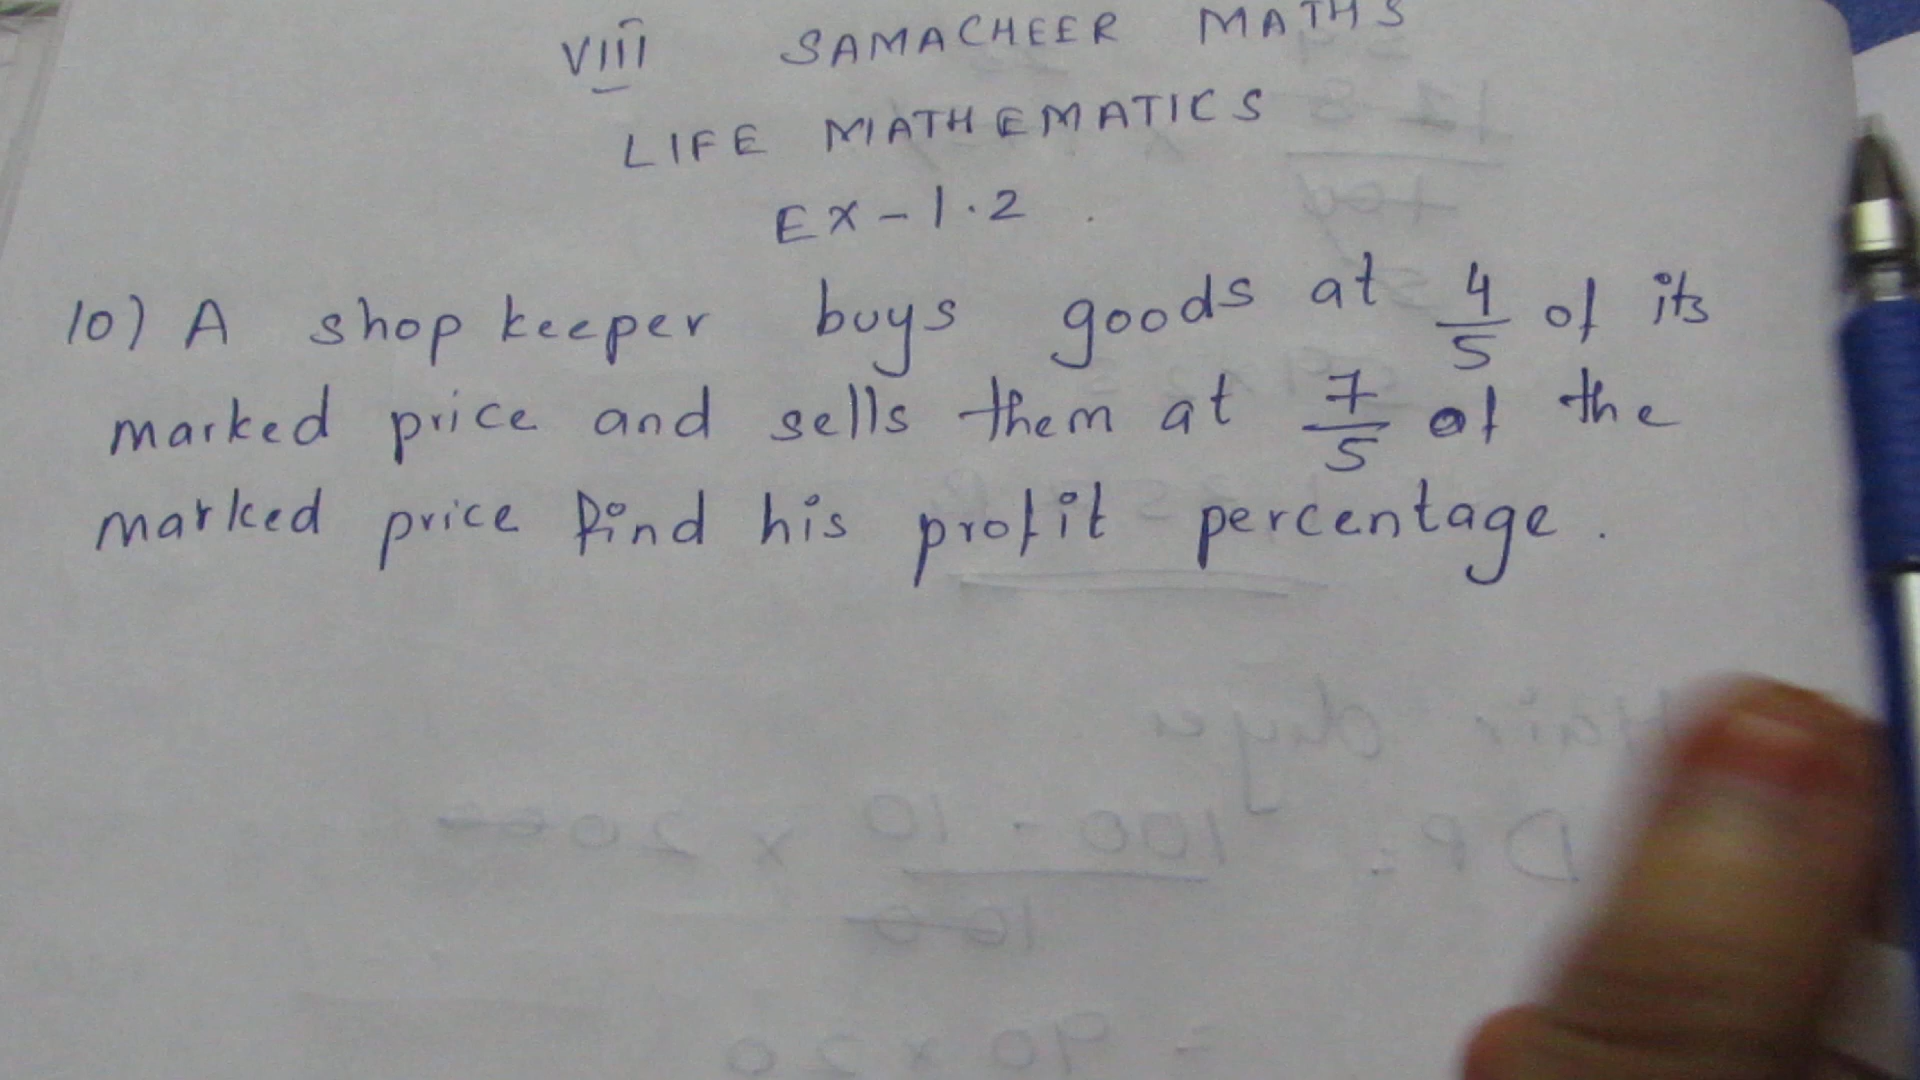 VIII SAMACHEER MATHS
LIFE MATHEMATICS
EX-1.2.
10) A shop keeper buys goods at 4/5 of its
marked price and sells them at 7/5 of the
marked price find his profit percentage.